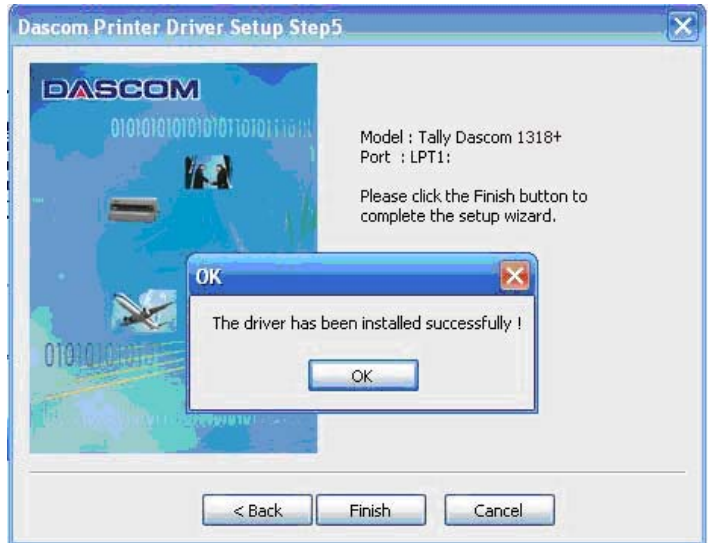 Dascom Printer Driver Setup Step5
DASCOM
Model : Tally Dascom 1318+
Port : LPT1:
Please click the Finish button to
complete the setup wizard.
OK
The driver has been installed successfully !
OK
< Back
Finish
Cancel